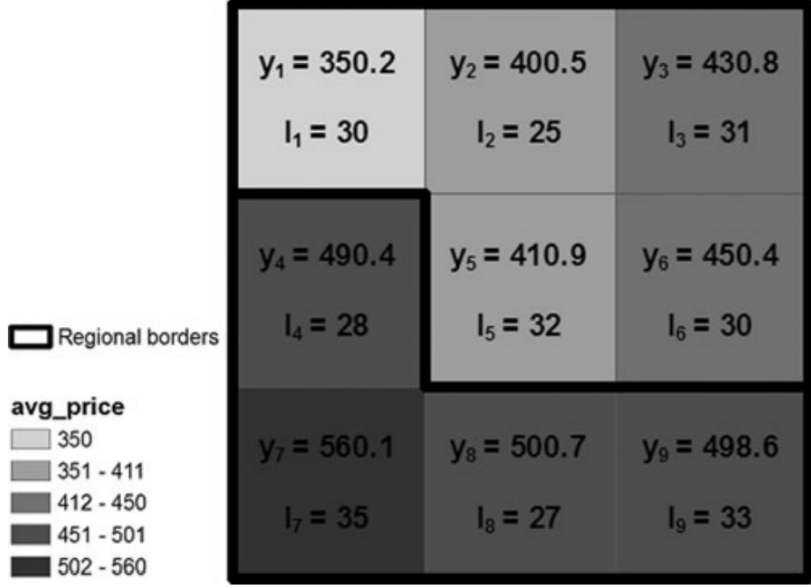 y₁ = 350.2 y₂ = 400.5 y₃ = 430.8
l₁ = 30 l₂ = 25 l₃ = 31
y₄ = 490.4 y₅ = 410.9 y₆ = 450.4
l₄ = 28 l₅ = 32 l₆ = 30
Regional borders
avg_price
350
351 - 411
412 - 450
451 - 501
502 - 560
y₇ = 560.1 y₈ = 500.7 y₉ = 498.6
l₇ = 35 l₈ = 27 l₉ = 33